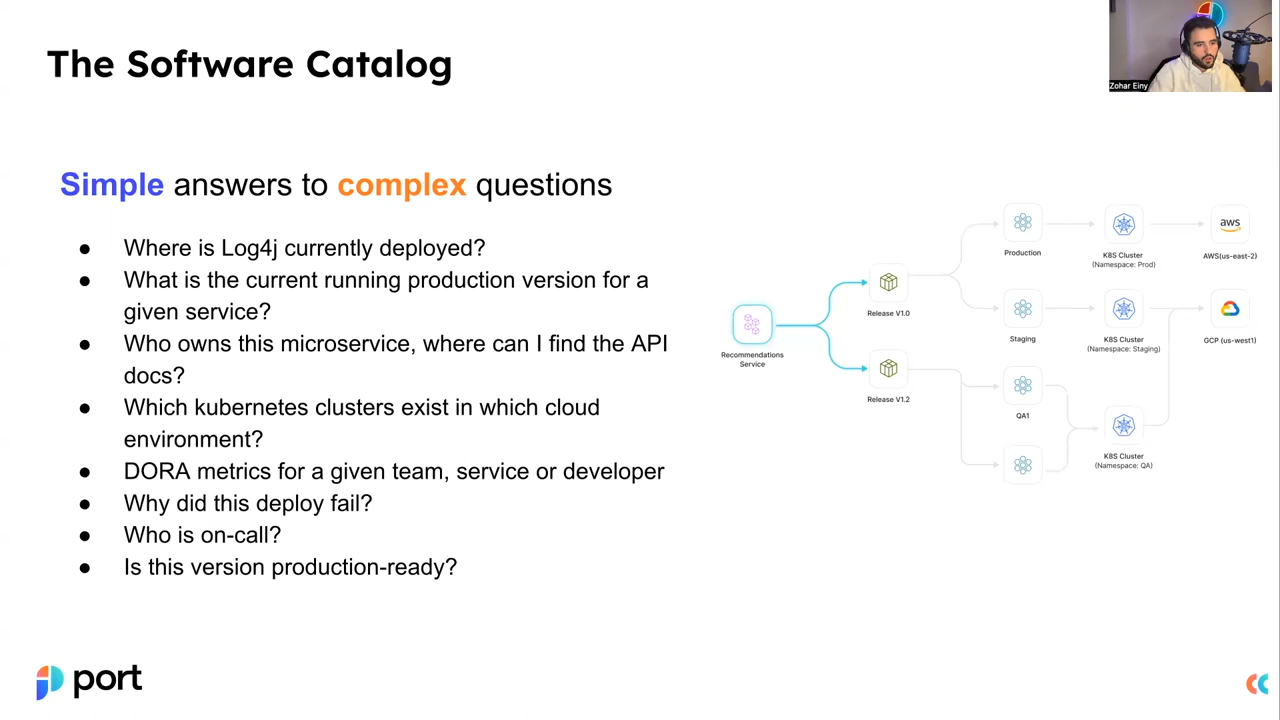 The Software Catalog
Zohar Einy
Simple answers to complex questions
● Where is Log4j currently deployed?
● What is the current running production version for a
given service?
● Who owns this microservice, where can I find the API
docs?
● Which kubernetes clusters exist in which cloud
environment?
● DORA metrics for a given team, service or developer
● Why did this deploy fail?
● Who is on-call?
● Is this version production-ready?
Recommendations
Service
Release V1.0
Release V1.2
Production
Staging
QA1
K8S Cluster
(Namespace: Prod)
K8S Cluster
(Namespace: Staging)
K8S Cluster
(Namespace: QA)
aws
AWS(us-east-2)
GCP (us-west1)
port